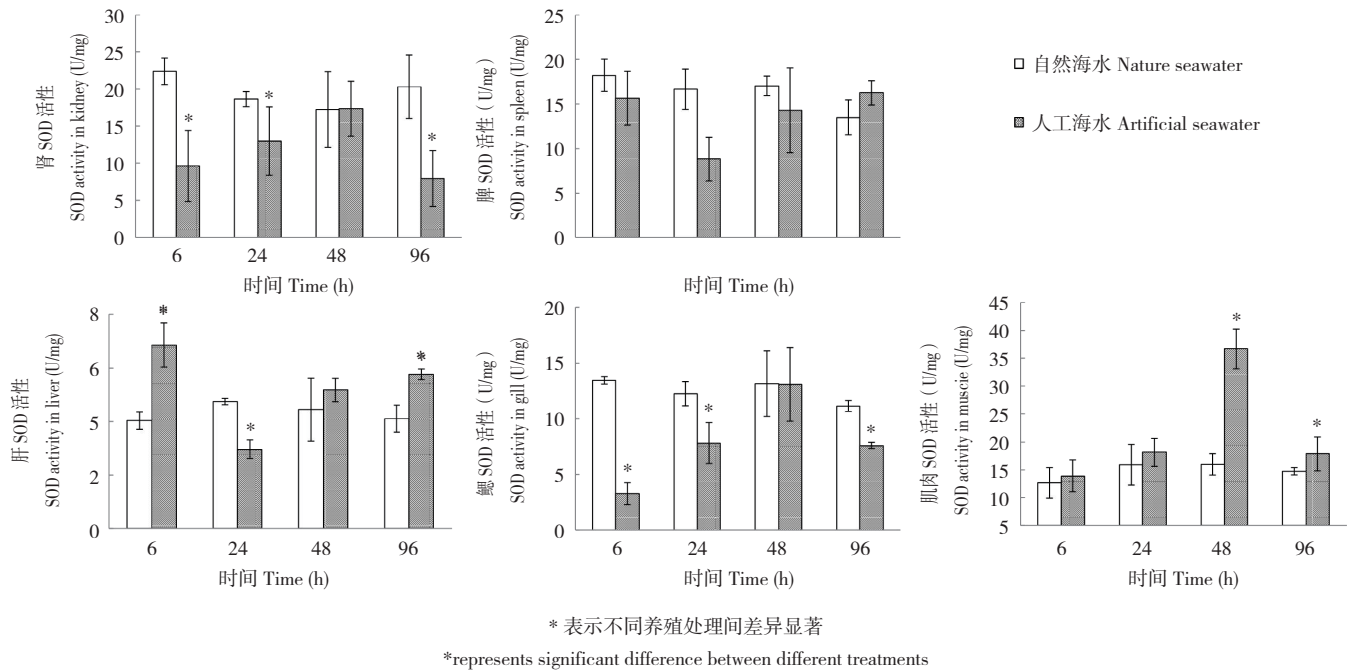 肾 SOD 活性
SOD activity in kidney (U/mg)
30
25
20
15
10
5
0
* * *
6 24 48 96
时间 Time (h)
脾 SOD 活性（ U/mg ）
SOD activity in spleen (U/mg)
25
20
15
10
5
0
时间 Time (h)
自然海水 Nature seawater
人工海水 Artificial seawater
肝 SOD 活性
SOD activity in liver (U/mg)
8
6
5
2
0
* * *
6 24 48 96
时间 Time (h)
鳃 SOD 活性（ U/mg ）
SOD activity in gill (U/mg)
20
15
10
5
0
* * *
6 24 48 96
时间 Time (h)
肌肉 SOD 活性（ U/mg ）
SOD activity in muscie (U/mg)
45
40
35
30
25
20
15
10
5
* *
6 24 48 96
时间 Time (h)
* 表示不同养殖处理间差异显著
*represents significant difference between different treatments